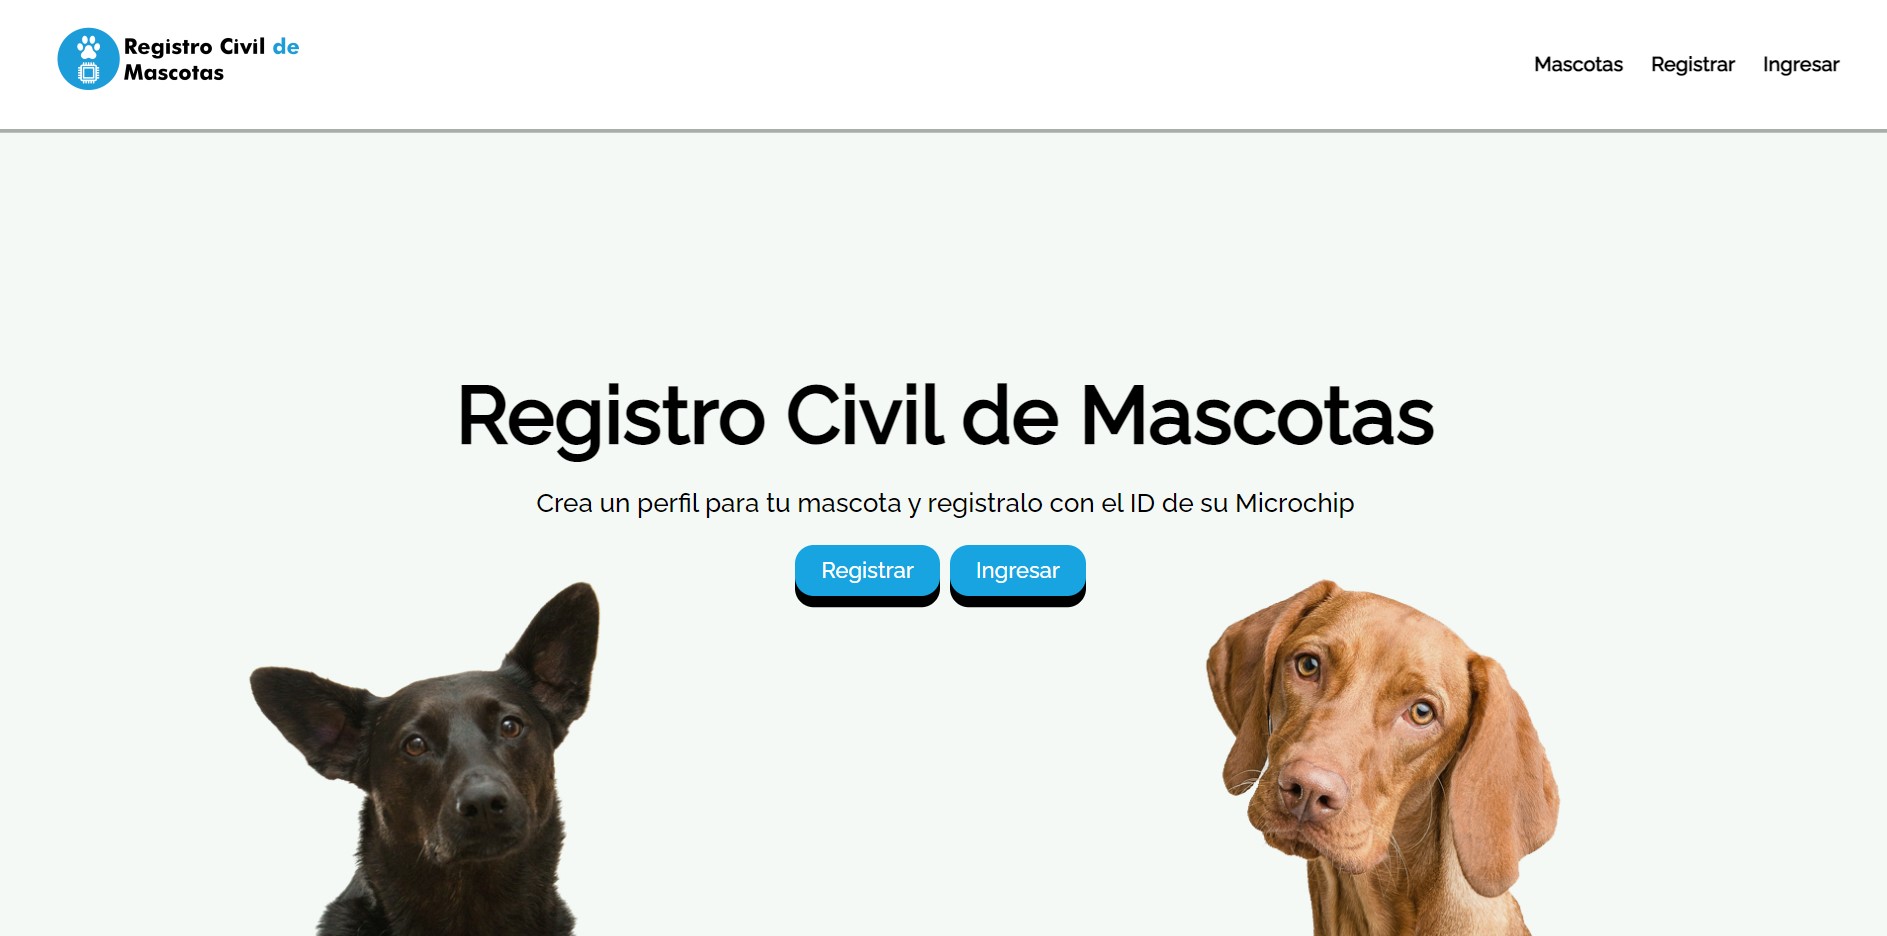 Registro Civil de
Mascotas
Mascotas Registrar Ingresar
Registro Civil de Mascotas
Crea un perfil para tu mascota y registralo con el ID de su Microchip
Registrar Ingresar